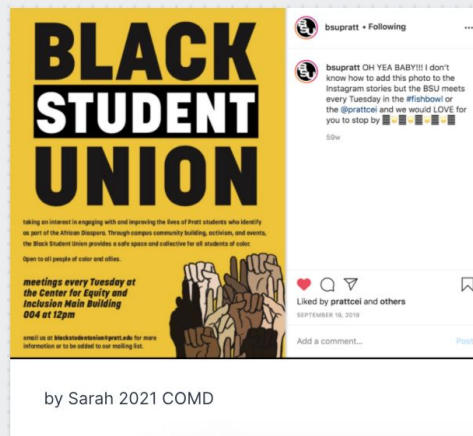 BLACK
STUDENT
UNION
taking an interest in engaging with and improving the lives of Pratt students who identify
as part of the African Diaspora. Through campus community building, activism, and events,
the Black Student Union provides a safe space and collective for all students of color.
Open to all people of color and allies.
meetings every Tuesday at
the Center for Equity and
Inclusion Main Building
004 at 12pm
email us at blackstudentunion@pratt.edu for more
information or to be added to our mailing list.
bsupratt • Following
bsupratt OH YEA BABY!!! I don't
know how to add this photo to the
Instagram stories but the BSU meets
every Tuesday in the #fishbowl or
the @prattcei and we would LOVE for
you to stop by
59w
Liked by prattcei and others
SEPTEMBER 16, 2019
Add a comment...
Post
by Sarah 2021 COMD